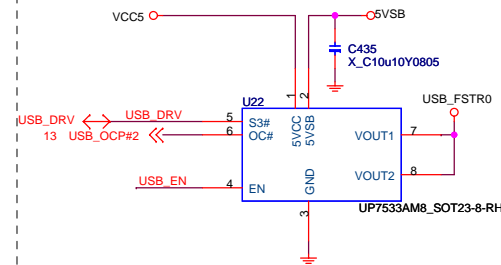 VCC5
5VSB
C435
X_C10u10Y0805
1
2
U22
5VCC
5VSB
USB_FSTR0
USB_DRV
USB_DRV
5
S3#
13
USB_OCP#2
6
OC#
VOUT1
7
USB_EN
4
EN
GND
VOUT2
8
3
UP7533AM8_SOT23-8-RH